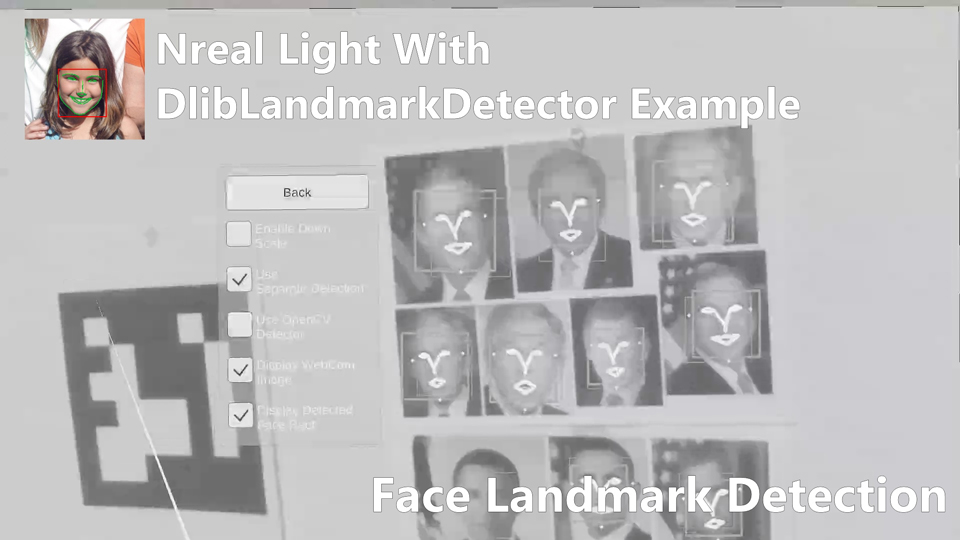 Nreal Light With
DlibLandmarkDetector Example
Back
Enable Down
Scale
Use
Separate Detection
Use OpenCV
Detector
Display WebCam
Image
Display Detected
Face Rect
Face Landmark Detection